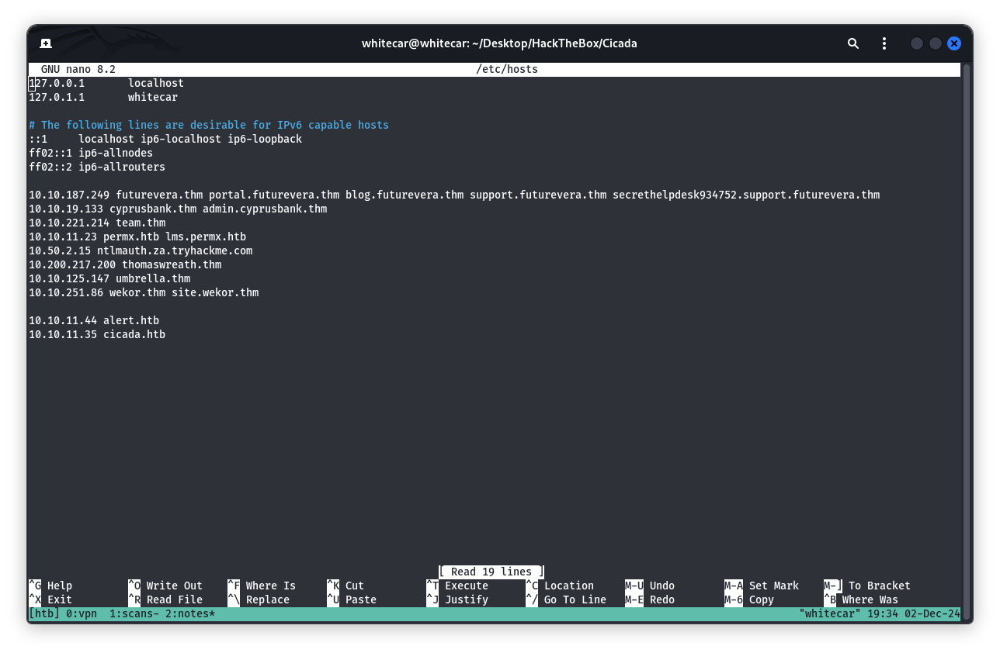 whitecar@whitecar: ~/Desktop/HackTheBox/Cicada
GNU nano 8.2 /etc/hosts
127.0.0.1 localhost
127.0.1.1 whitecar
# The following lines are desirable for IPv6 capable hosts
::1 localhost ip6-localhost ip6-loopback
ff02::1 ip6-allnodes
ff02::2 ip6-allrouters
10.10.187.249 futurevera.thm portal.futurevera.thm blog.futurevera.thm support.futurevera.thm secrethelpdesk934752.support.futurevera.thm
10.10.19.133 cyprusbank.thm admin.cyprusbank.thm
10.10.221.214 team.thm
10.10.11.23 permx.htb lms.permx.htb
10.50.2.15 ntlmauth.za.tryhackme.com
10.200.217.200 thomaswreath.thm
10.10.125.147 umbrella.thm
10.10.251.86 wekor.thm site.wekor.thm
10.10.11.44 alert.htb
10.10.11.35 cicada.htb
[ Read 19 lines ]
^G Help ^O Write Out ^F Where Is ^K Cut ^T Execute ^C Location M-U Undo M-A Set Mark M-] To Bracket
^X Exit ^R Read File ^\ Replace ^U Paste ^J Justify ^/ Go To Line M-E Redo M-6 Copy ^B Where Was
[htb] 0:vpn 1:scans- 2:notes* "whitecar" 19:34 02-Dec-24